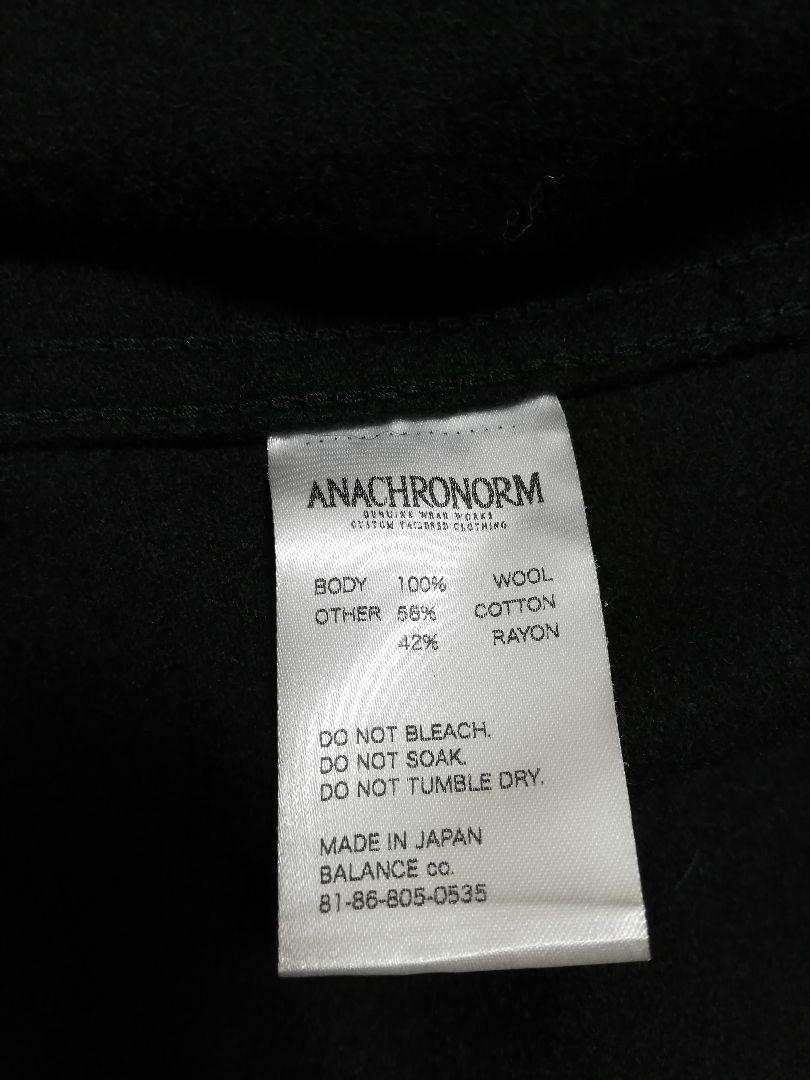 ANACHRONORM
GENUINE WEAR WORKS
CUSTOM TAILORED CLOTHING
BODY 100% WOOL
OTHER 58% COTTON
42% RAYON
DO NOT BLEACH.
DO NOT SOAK.
DO NOT TUMBLE DRY.
MADE IN JAPAN
BALANCE co.
81-86-805-0535